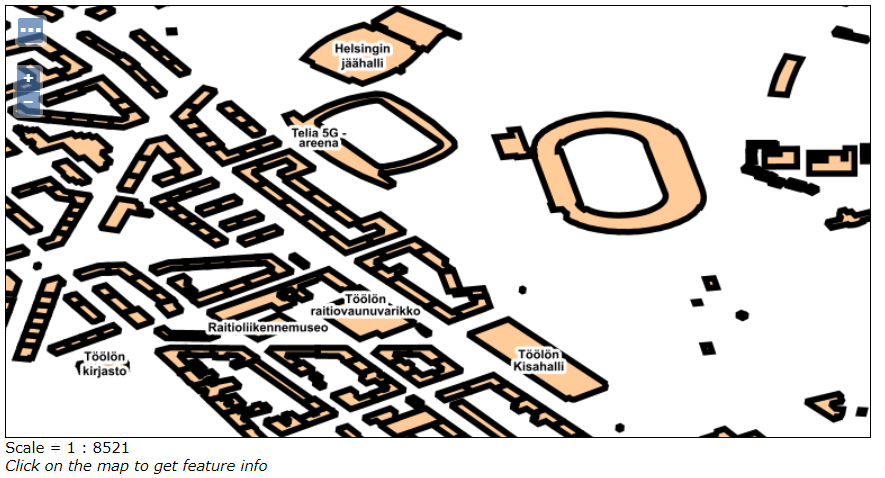 ...
+
−
Helsingin
jäähalli
Telia 5G -
areena
Töölön
raitiovaunuvarikko
Raitioliikennemuseo
Töölön
kirjasto
Töölön
Kisahalli
Scale = 1 : 8521
Click on the map to get feature info